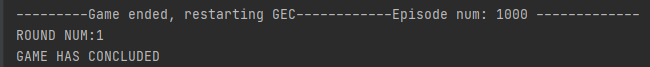 ---------Game ended, restarting GEC------------Episode num: 1000 -------------
ROUND NUM:1
GAME HAS CONCLUDED